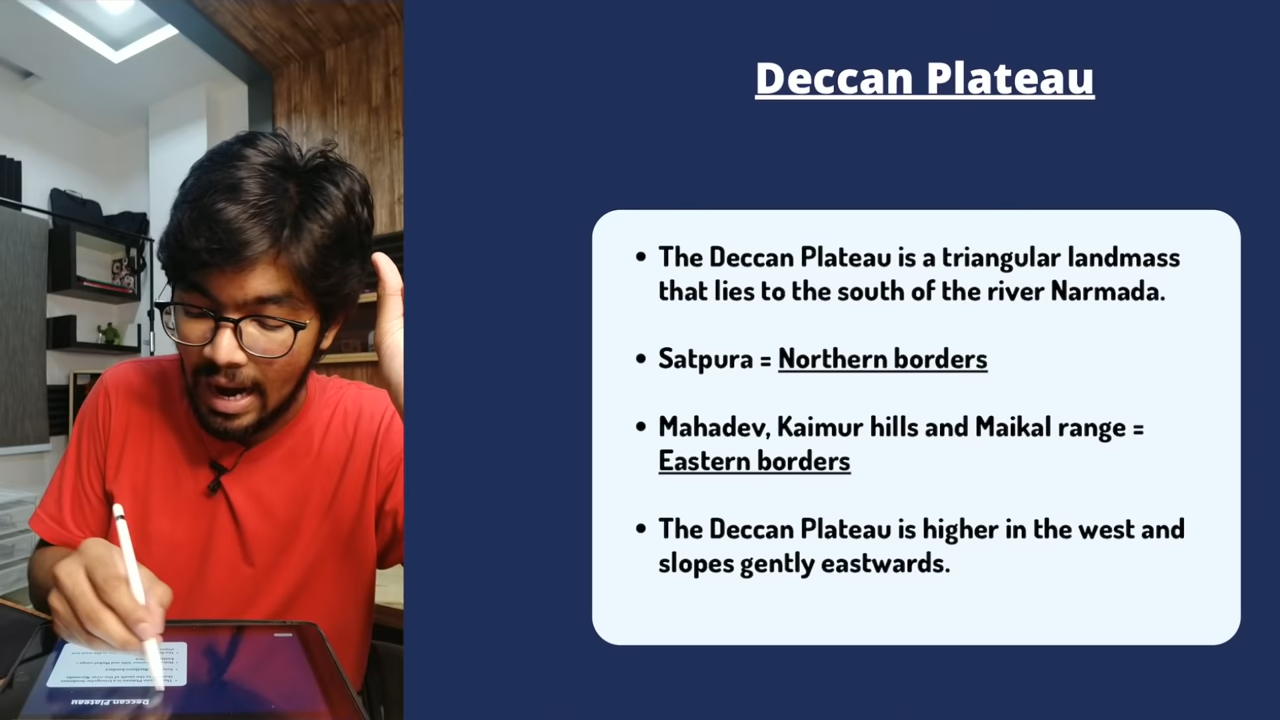 Deccan Plateau
• The Deccan Plateau is a triangular landmass
that lies to the south of the river Narmada.
• Satpura = Northern borders
• Mahadev, Kaimur hills and Maikal range =
Eastern borders
• The Deccan Plateau is higher in the west and
slopes gently eastwards.
Deccan Plateau